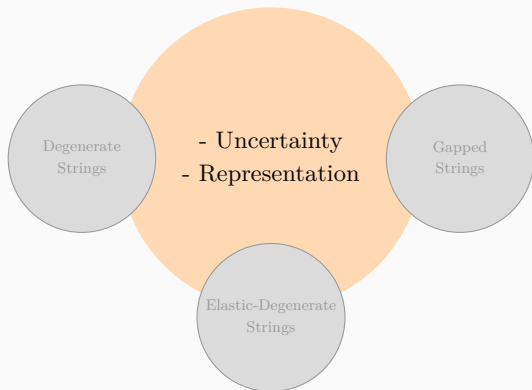 - Uncertainty
- Representation
Degenerate
Strings
Gapped
Strings
Elastic-Degenerate
Strings